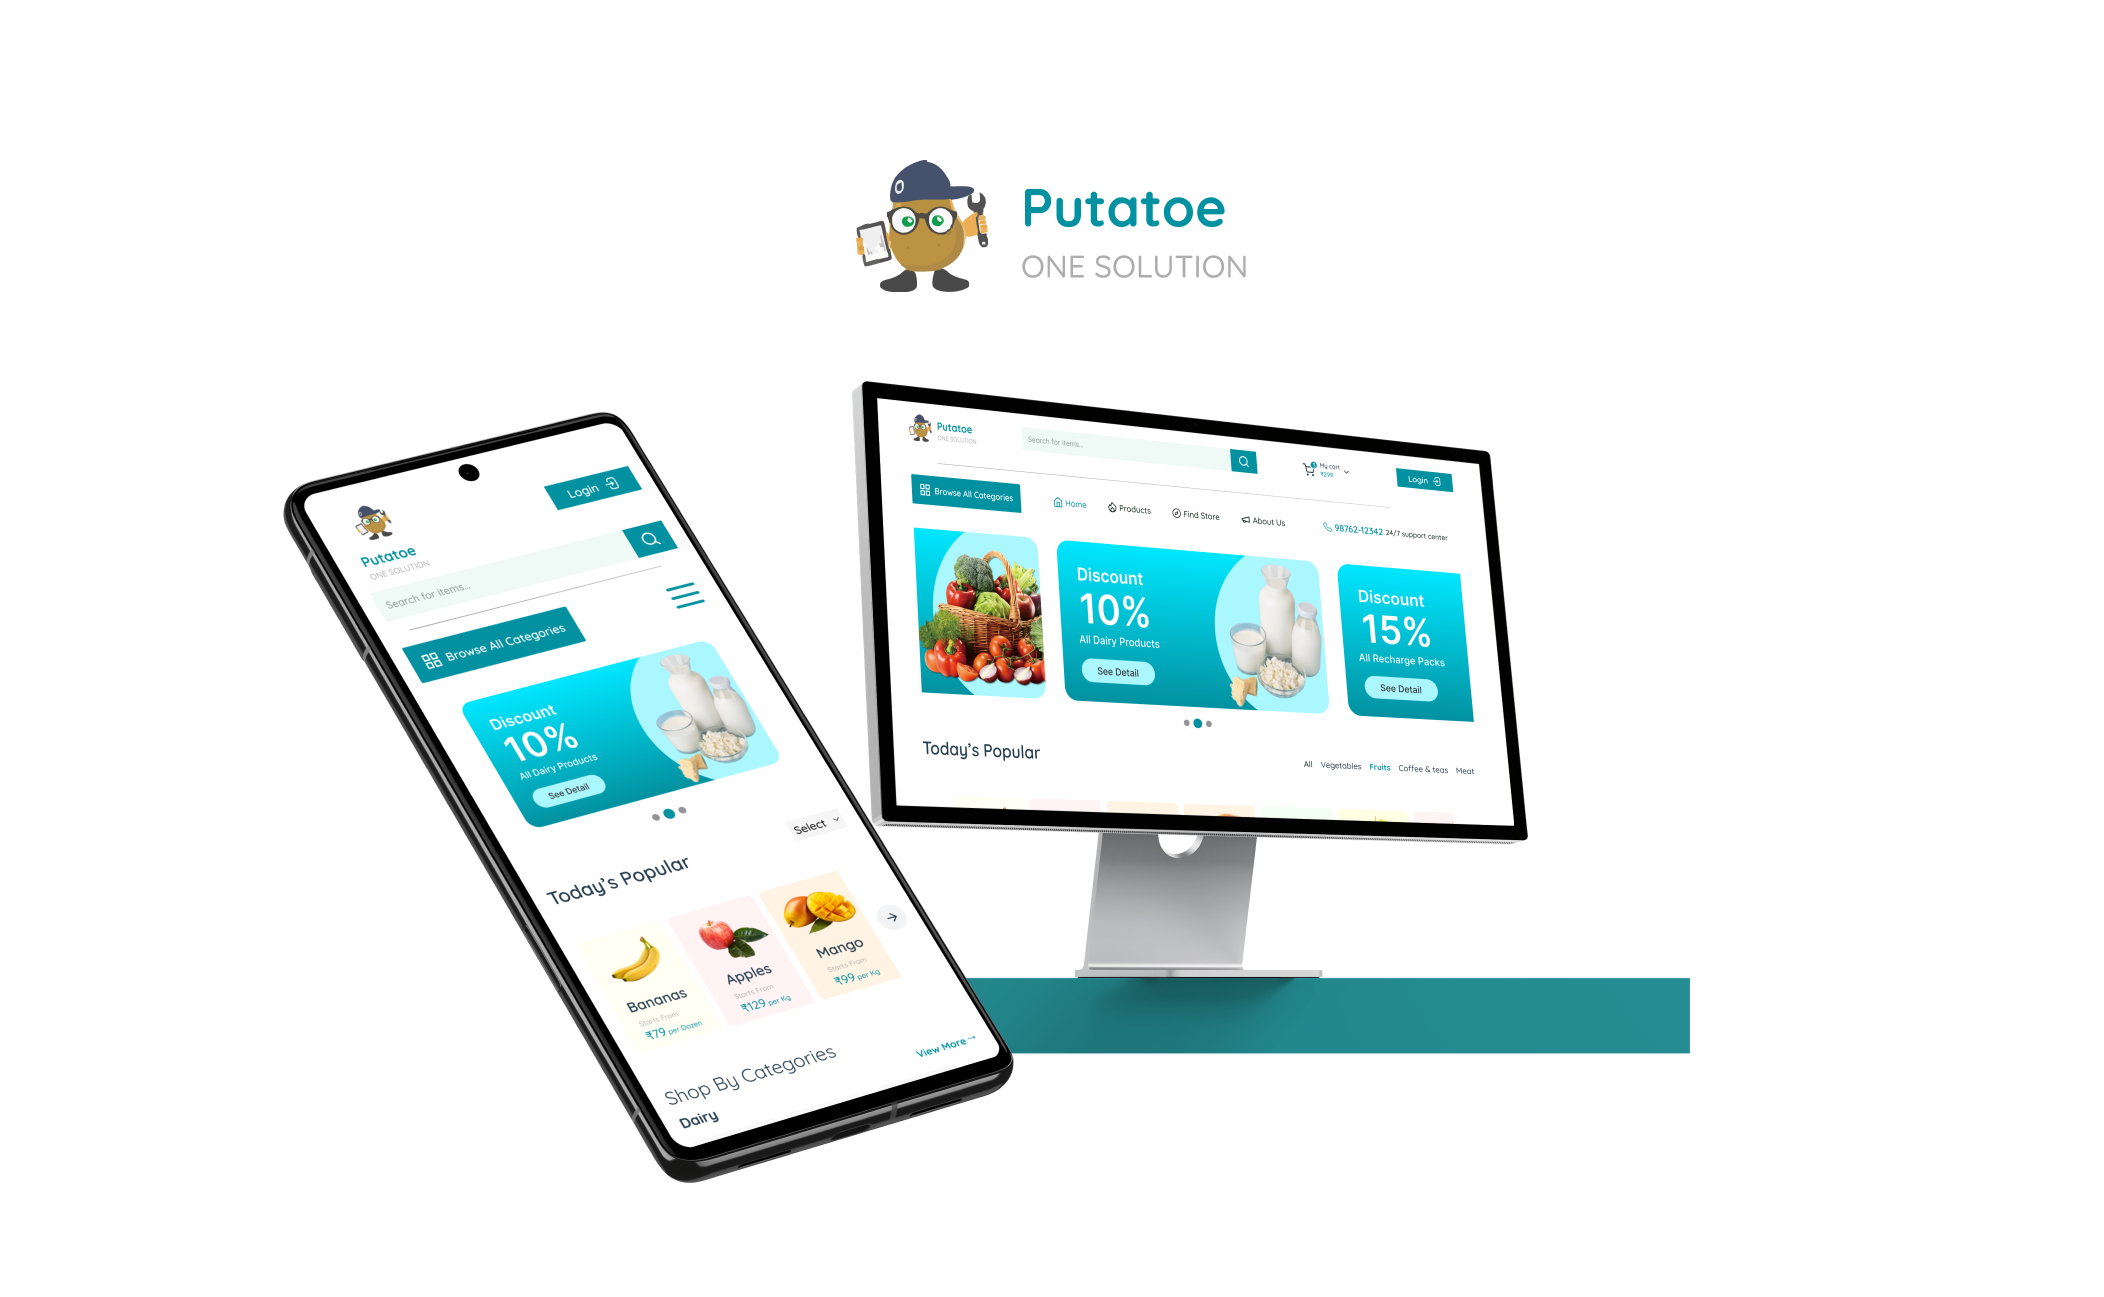 Putatoe
ONE SOLUTION
Login
Putatoe
ONE SOLUTION
Search for items...
Browse All Categories
Discount
10%
All Dairy Products
See Detail
Select
Today's Popular
Bananas
Starts From
₹79 per Dozen
Apples
Starts From
₹129 per Kg
Mango
Starts From
₹99 per Kg
Shop By Categories
View More →
Dairy
Putatoe
ONE SOLUTION
Search for items...
My cart
₹299
Login
Browse All Categories
Home
Products
Find Store
About Us
98762-12342 24/7 support center
Discount
10%
All Dairy Products
See Detail
Discount
15%
All Recharge Packs
See Detail
Today's Popular
All Vegetables Fruits Coffee & teas Meat